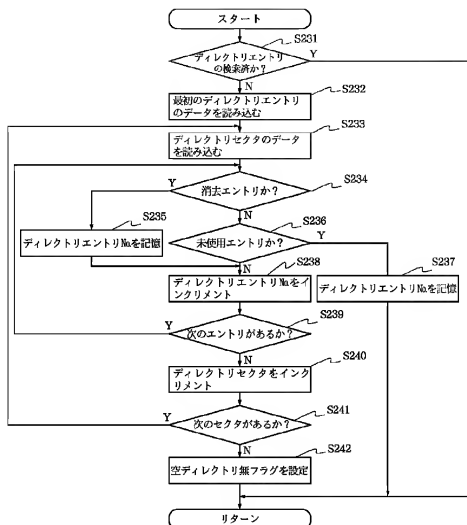 スタート
S231
ディレクトリエントリ
の検索済か?
Y
N
S232
最初のディレクトリエントリ
のデータを読み込む
S233
ディレクトリセクタのデータ
を読み込む
S234
Y
消去エントリか?
N
S235
S236
ディレクトリエントリNo.を記憶
未使用エントリか?
Y
N
S238
S237
ディレクトリエントリNo.をイ
ンクリメント
ディレクトリエントリNo.を記憶
S239
Y
次のエントリがあるか?
N
S240
ディレクトリセクタをインク
リメント
S241
Y
次のセクタがあるか?
N
S242
空ディレクトリ無フラグを設定
リターン